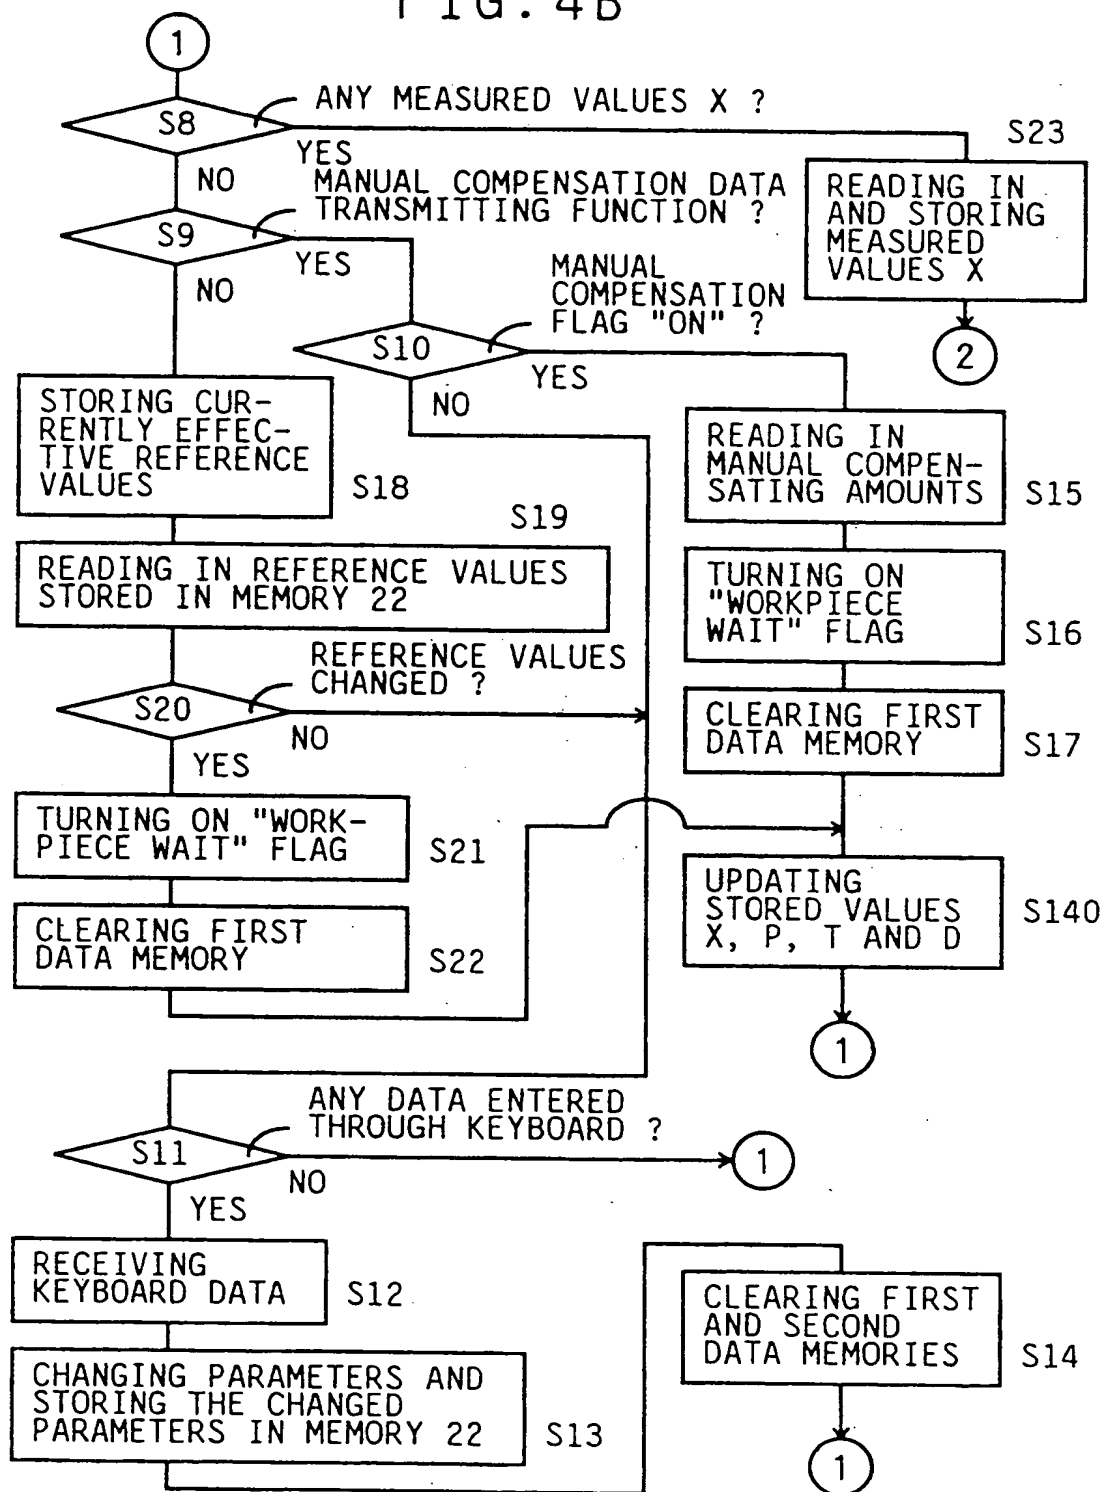 FIG. 4B
1
S8
ANY MEASURED VALUES X ?
YES
NO
S23
READING IN
AND STORING
MEASURED
VALUES X
2
S9
MANUAL COMPENSATION DATA
TRANSMITTING FUNCTION ?
YES
NO
S10
MANUAL
COMPENSATION
FLAG "ON" ?
YES
NO
STORING CUR-
RENTLY EFFEC-
TIVE REFERENCE
VALUES
S18
READING IN
MANUAL COMPEN-
SATING AMOUNTS
S15
S19
READING IN REFERENCE VALUES
STORED IN MEMORY 22
TURNING ON
"WORKPIECE
WAIT" FLAG
S16
S20
REFERENCE VALUES
CHANGED ?
NO
YES
CLEARING FIRST
DATA MEMORY
S17
TURNING ON "WORK-
PIECE WAIT" FLAG
S21
CLEARING FIRST
DATA MEMORY
S22
UPDATING
STORED VALUES
X, P, T AND D
S140
1
S11
ANY DATA ENTERED
THROUGH KEYBOARD ?
NO
1
YES
RECEIVING
KEYBOARD DATA
S12
CHANGING PARAMETERS AND
STORING THE CHANGED
PARAMETERS IN MEMORY 22
S13
CLEARING FIRST
AND SECOND
DATA MEMORIES
S14
1